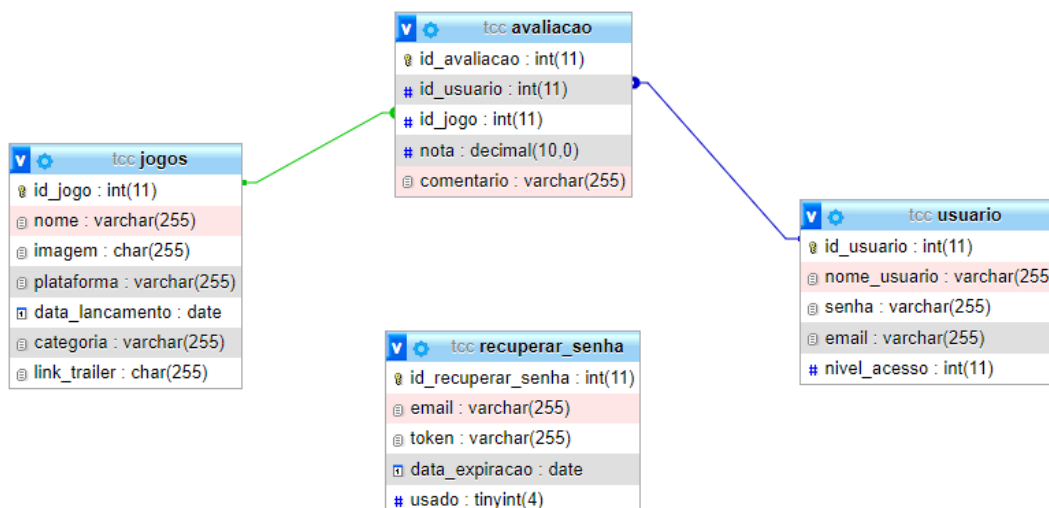 tcc avaliacao
id_avaliacao : int(11)
# id_usuario : int(11)
# id_jogo : int(11)
# nota : decimal(10,0)
comentario : varchar(255)
v tcc jogos
id_jogo : int(11)
nome : varchar(255)
imagem : char(255)
plataforma : varchar(255)
data_lancamento : date
categoria : varchar(255)
link_trailer : char(255)
v tcc usuario
id_usuario : int(11)
nome_usuario : varchar(255
senha : varchar(255)
email : varchar(255)
# nivel_acesso : int(11)
v tcc recuperar_senha
id_recuperar_senha : int(11)
email : varchar(255)
token : varchar(255)
data_expiracao : date
# usado : tinyint(4)